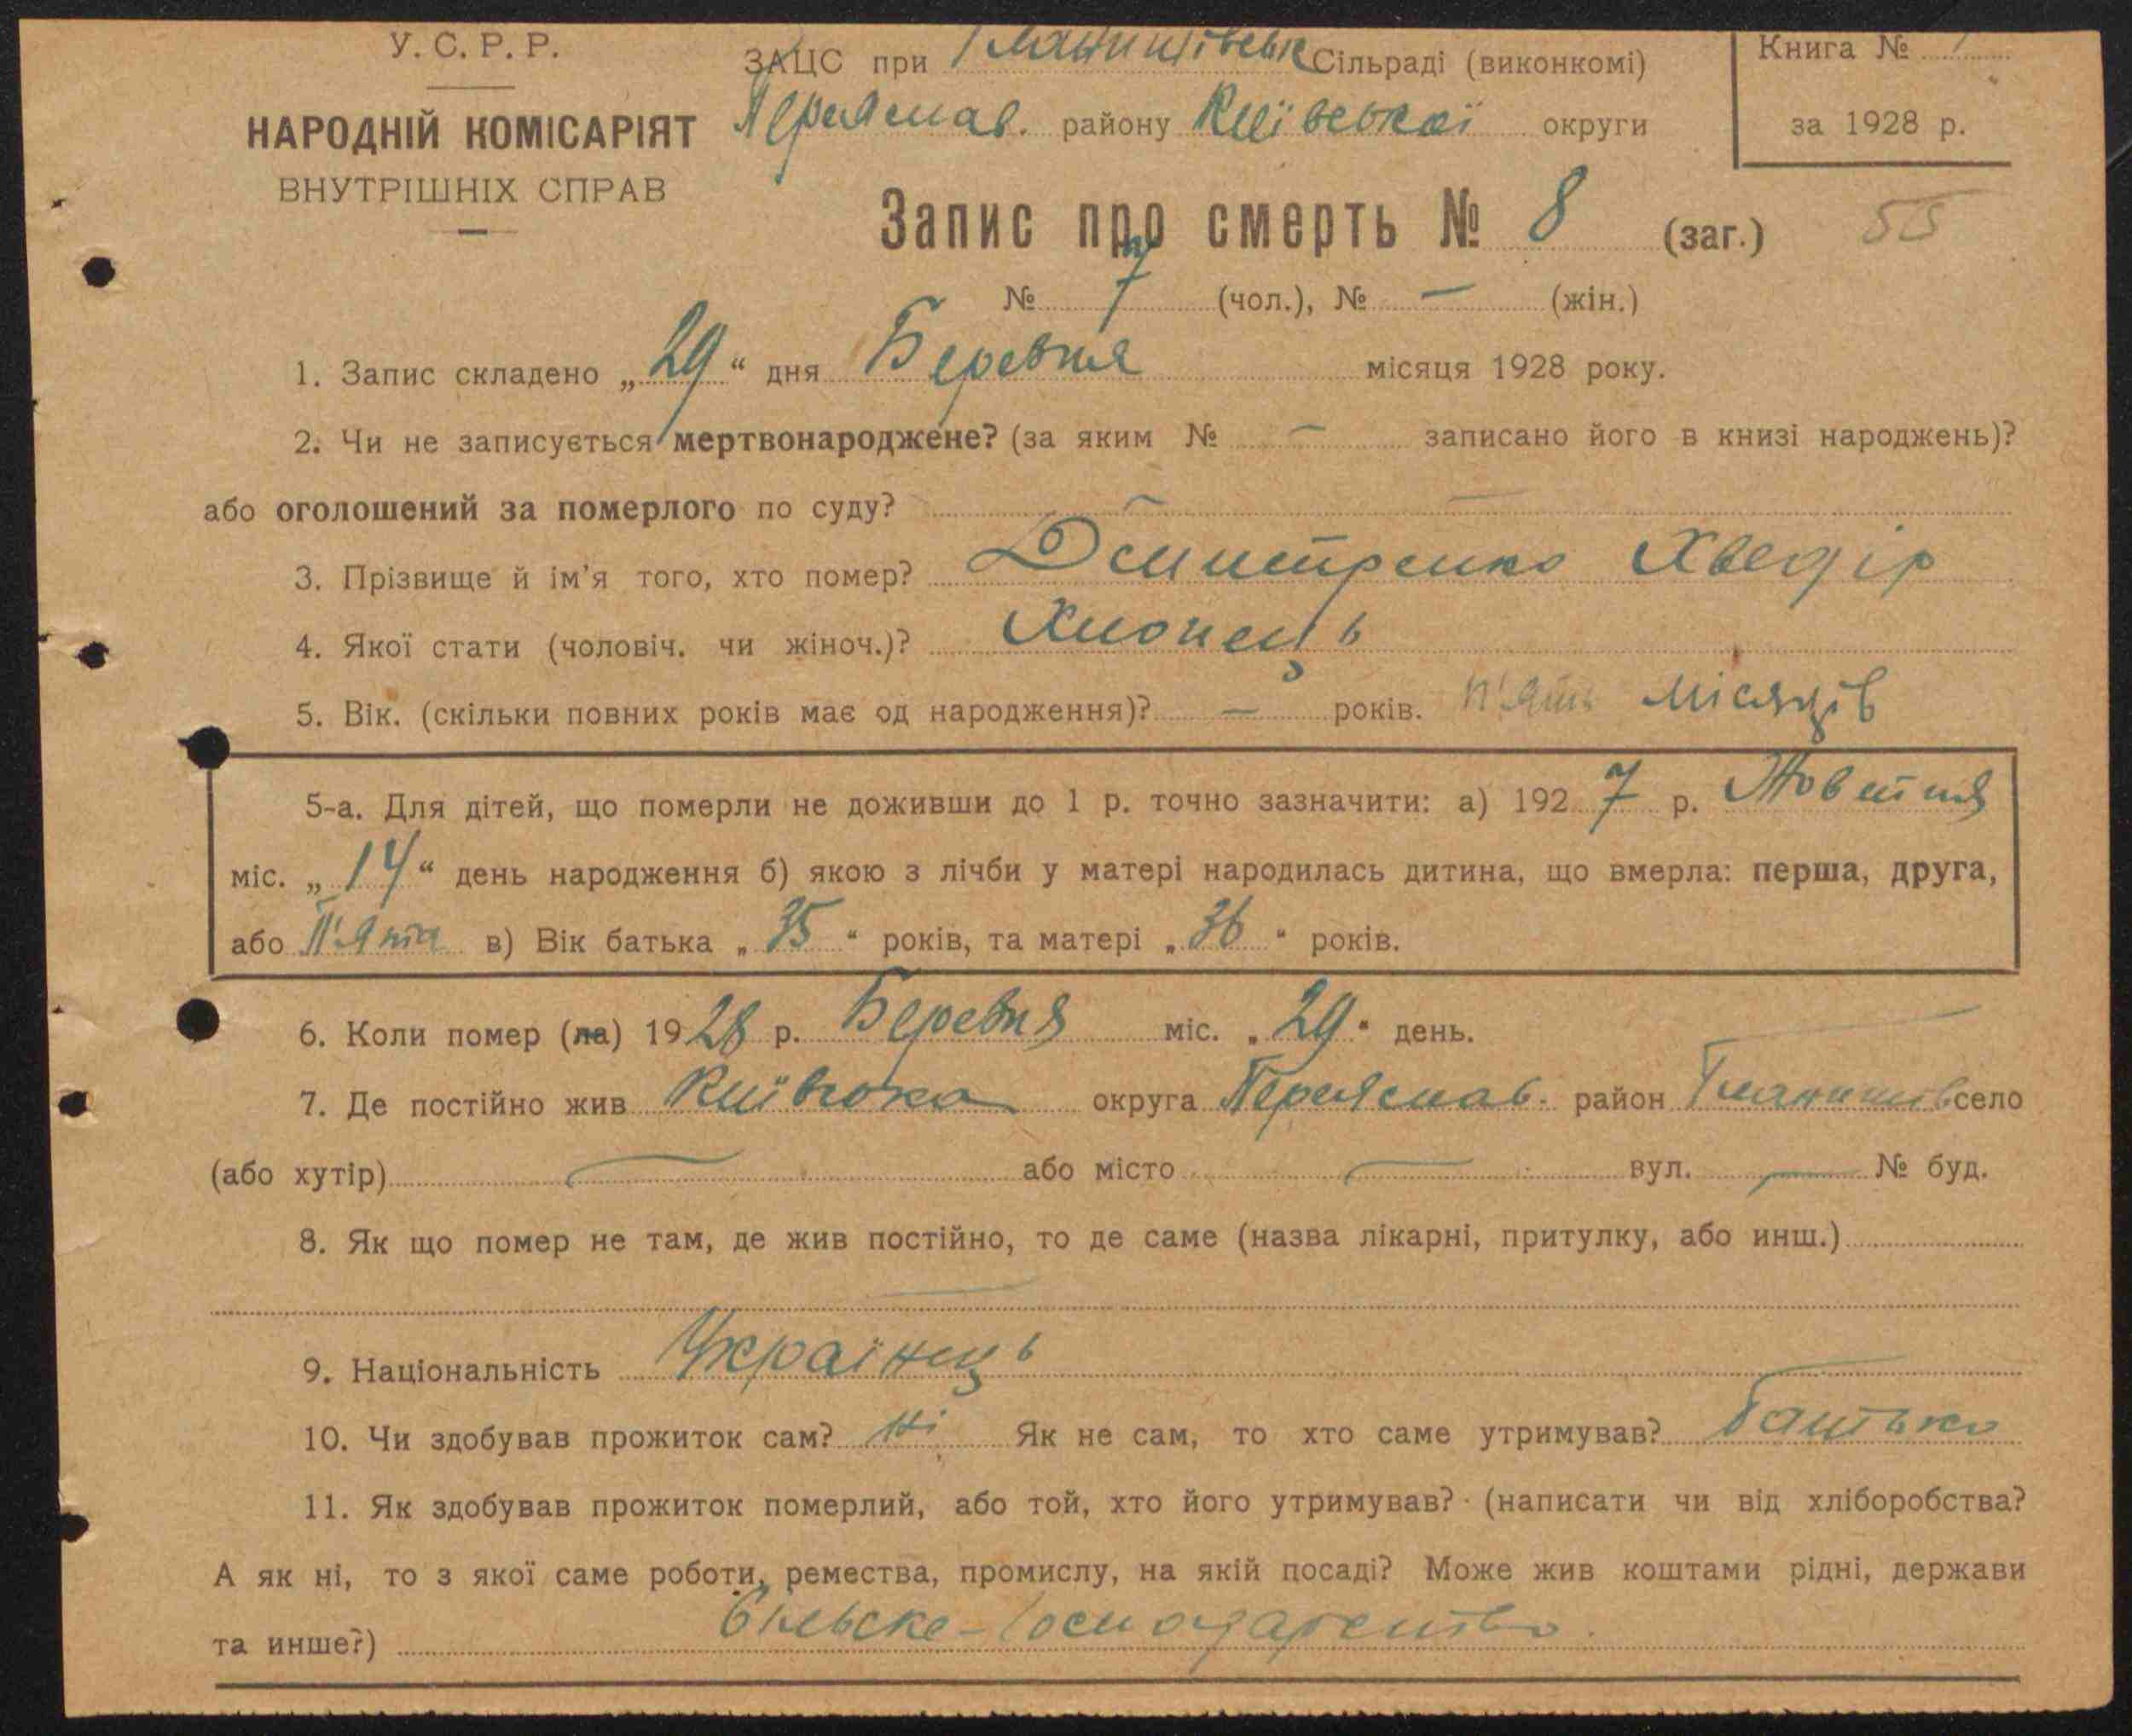 У. С. Р. Р.
НАРОДНІЙ КОМІСАРІЯТ
ВНУТРІШНІХ СПРАВ
ЗАЦС при Гланишівськ Сільраді (виконкомі)
Переяслав. району Київської округи
Книга №
за 1928 р.
Запис про смерть № 8 (заг.) 55
№ 7 (чол.), № — (жін.)
1. Запис складено „29“ дня Березня місяця 1928 року.
2. Чи не записується мертвонароджене? (за яким № — записано його в книзі народжень)?
або оголошений за померлого по суду? —
3. Прізвище й ім’я того, хто помер? Дмитренко Хведір
4. Якої стати (чоловіч. чи жіноч.)? Хлопець
5. Вік. (скільки повних років має од народження)? — років. п'ять місяців
5-а. Для дітей, що померли не доживши до 1 р. точно зазначити: а) 1927 р. Жовтня
міс. „14“ день народження б) якою з лічби у матері народилась дитина, що вмерла: перша, друга,
або П'ята в) Вік батька „35“ років, та матері „36“ років.
6. Коли помер (ла) 1928 р. Березня міс. „29“ день.
7. Де постійно жив Київська округа Переяслав. район Гланишів село
(або хутір) — або місто — вул. — № буд.
8. Як що помер не там, де жив постійно, то де саме (назва лікарні, притулку, або инш.)
—
9. Національність Українець
10. Чи здобував прожиток сам? ні Як не сам, то хто саме утримував? Батько
11. Як здобував прожиток померлий, або той, хто його утримував? (написати чи від хліборобства?
А як ні, то з якої саме роботи, ремества, промислу, на якій посаді? Може жив коштами рідні, держави
та инше?) Сільське-Господарство.